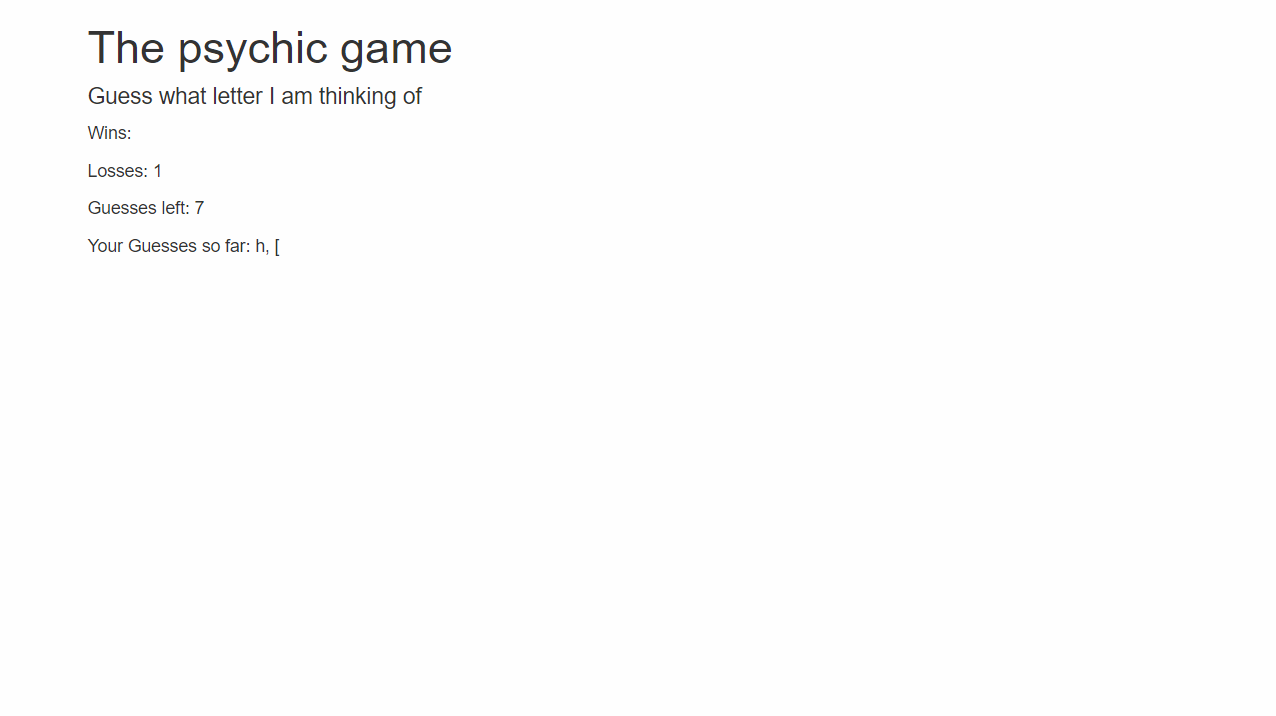 The psychic game
Guess what letter I am thinking of
Wins:
Losses: 1
Guesses left: 7
Your Guesses so far: h, [